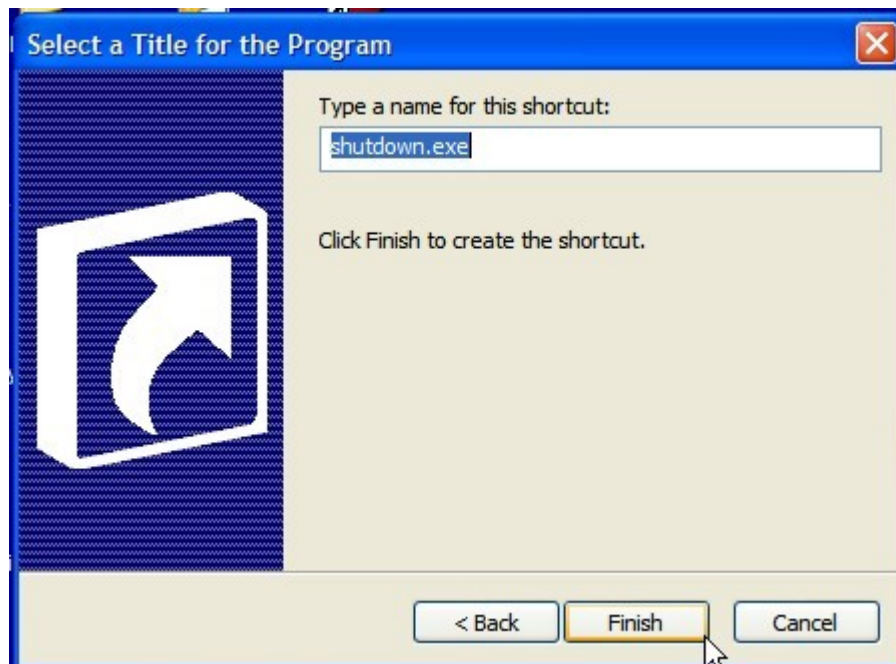 Select a Title for the Program
Type a name for this shortcut:
shutdown.exe
Click Finish to create the shortcut.
< Back
Finish
Cancel